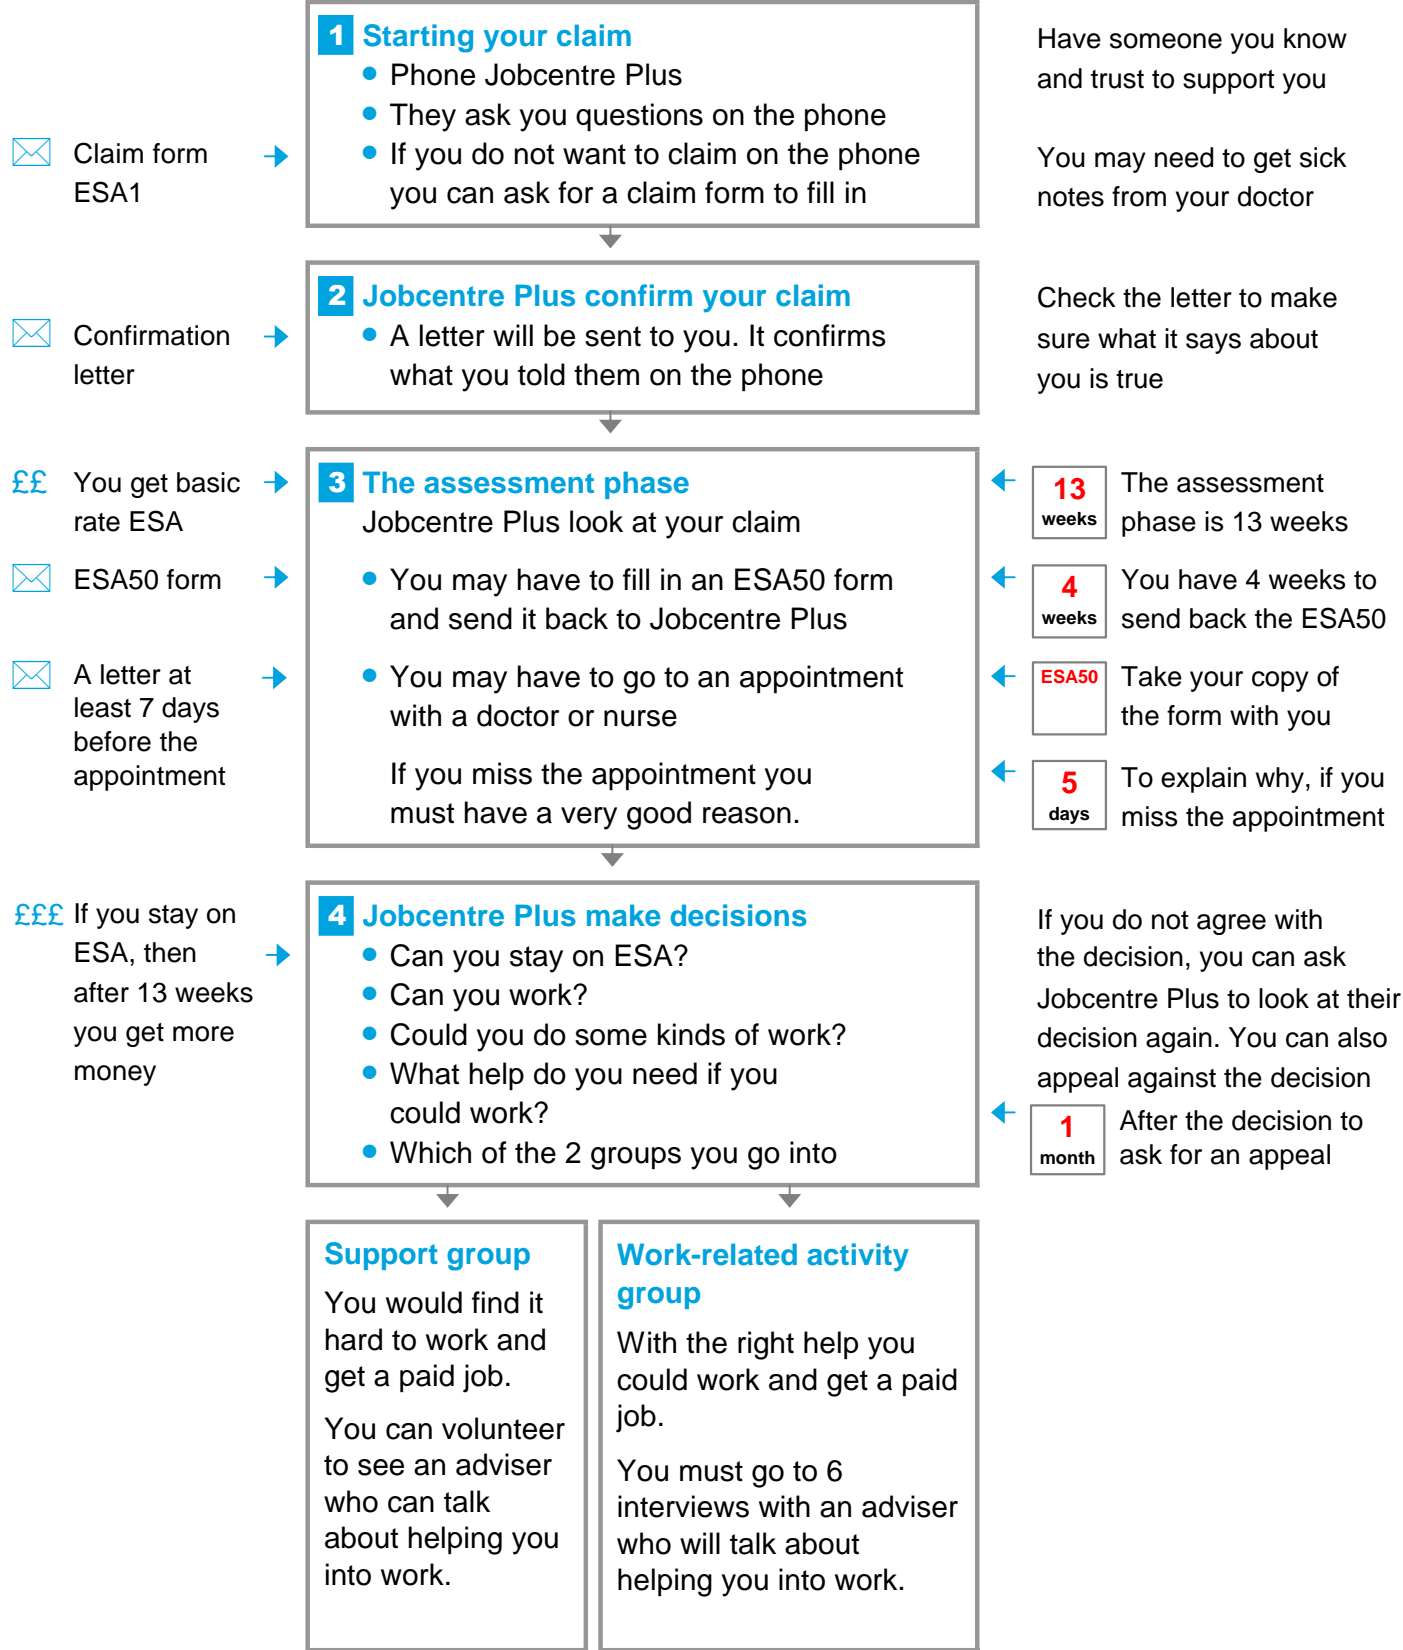 1 Starting your claim
• Phone Jobcentre Plus
• They ask you questions on the phone
• If you do not want to claim on the phone
you can ask for a claim form to fill in
Claim form
ESA1
Have someone you know
and trust to support you
You may need to get sick
notes from your doctor
2 Jobcentre Plus confirm your claim
• A letter will be sent to you. It confirms
what you told them on the phone
Confirmation
letter
Check the letter to make
sure what it says about
you is true
££ You get basic
rate ESA
3 The assessment phase
Jobcentre Plus look at your claim
13
weeks
The assessment
phase is 13 weeks
ESA50 form
• You may have to fill in an ESA50 form
and send it back to Jobcentre Plus
4
weeks
You have 4 weeks to
send back the ESA50
A letter at
least 7 days
before the
appointment
• You may have to go to an appointment
with a doctor or nurse
ESA50
Take your copy of
the form with you
If you miss the appointment you
must have a very good reason.
5
days
To explain why, if you
miss the appointment
£££ If you stay on
ESA, then
after 13 weeks
you get more
money
4 Jobcentre Plus make decisions
• Can you stay on ESA?
• Can you work?
• Could you do some kinds of work?
• What help do you need if you
could work?
• Which of the 2 groups you go into
If you do not agree with
the decision, you can ask
Jobcentre Plus to look at their
decision again. You can also
appeal against the decision
1
month
After the decision to
ask for an appeal
Support group
You would find it
hard to work and
get a paid job.
You can volunteer
to see an adviser
who can talk
about helping you
into work.
Work-related activity
group
With the right help you
could work and get a paid
job.
You must go to 6
interviews with an adviser
who will talk about
helping you into work.